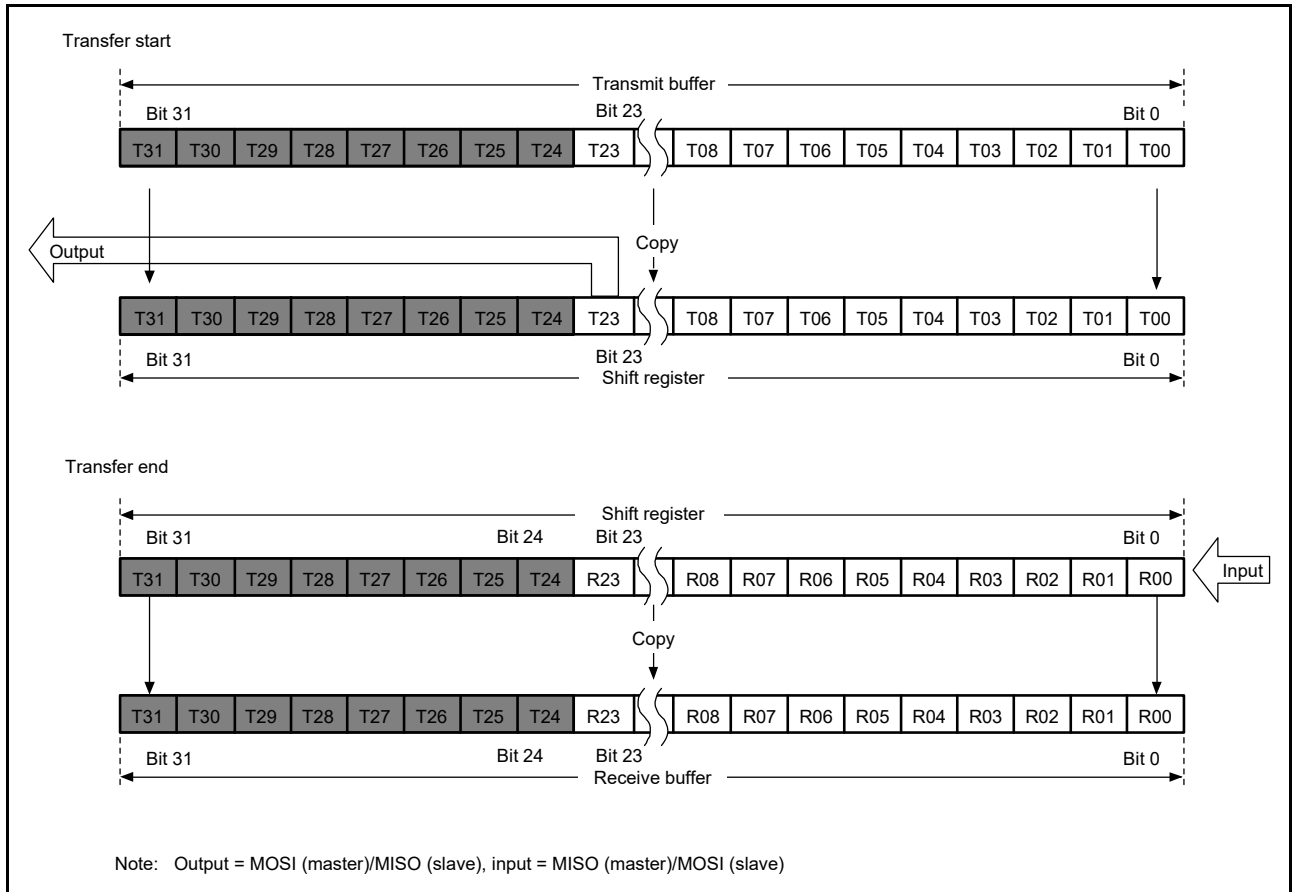 Transfer start
Transmit buffer
Bit 31 Bit 23 Bit 0
T31 T30 T29 T28 T27 T26 T25 T24 T23 T08 T07 T06 T05 T04 T03 T02 T01 T00
Output Copy
T31 T30 T29 T28 T27 T26 T25 T24 T23 T08 T07 T06 T05 T04 T03 T02 T01 T00
Bit 31 Bit 23 Bit 0
Shift register
Transfer end
Shift register
Bit 31 Bit 24 Bit 23 Bit 0
T31 T30 T29 T28 T27 T26 T25 T24 R23 R08 R07 R06 R05 R04 R03 R02 R01 R00 Input
Copy
T31 T30 T29 T28 T27 T26 T25 T24 R23 R08 R07 R06 R05 R04 R03 R02 R01 R00
Bit 31 Bit 24 Bit 23 Bit 0
Receive buffer
Note: Output = MOSI (master)/MISO (slave), input = MISO (master)/MOSI (slave)